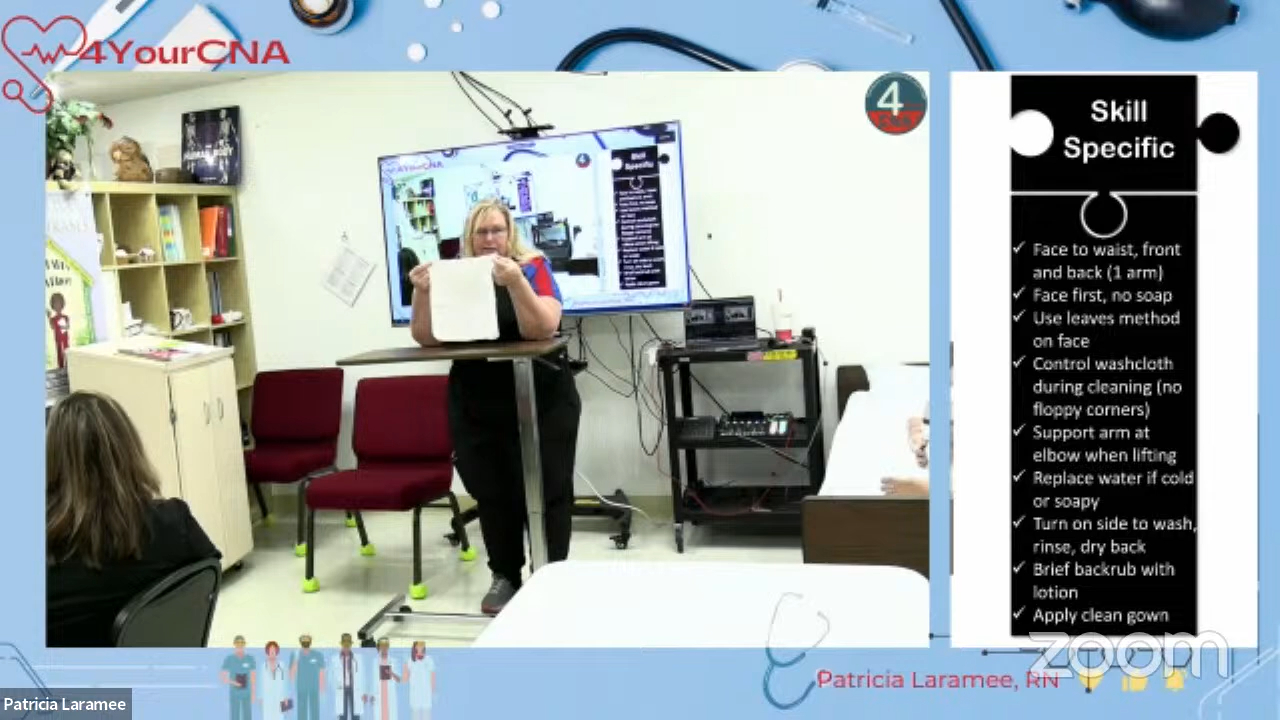 4YourCNA
4
CNA
Skill
Specific
✓ Face to waist, front
and back (1 arm)
✓ Face first, no soap
✓ Use leaves method
on face
✓ Control washcloth
during cleaning (no
floppy corners)
✓ Support arm at
elbow when lifting
✓ Replace water if cold
or soapy
✓ Turn on side to wash,
rinse, dry back
✓ Brief backrub with
lotion
✓ Apply clean gown
zoom
Patricia Laramee, RN
Patricia Laramee